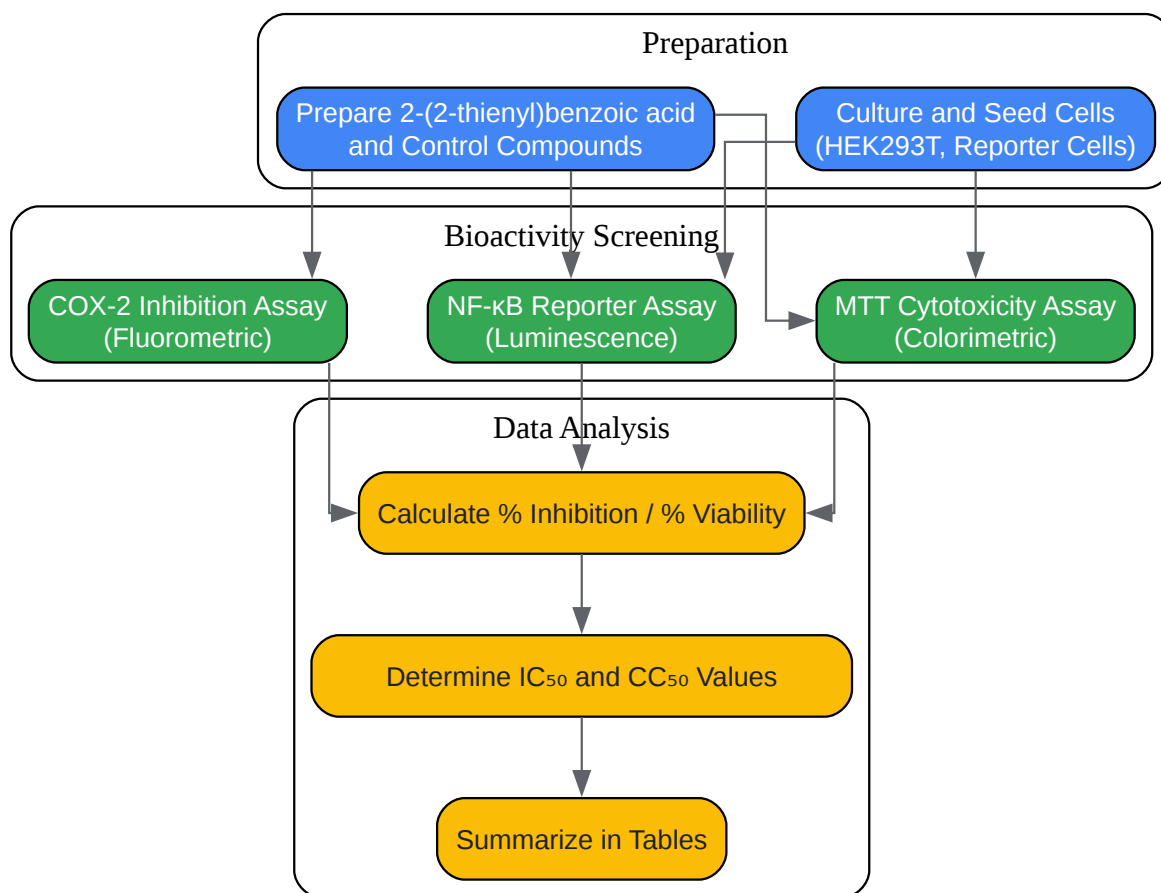 Preparation
Prepare 2-(2-thienyl)benzoic acid
and Control Compounds
Culture and Seed Cells
(HEK293T, Reporter Cells)
Bioactivity Screening
COX-2 Inhibition Assay
(Fluorometric)
NF-κB Reporter Assay
(Luminescence)
MTT Cytotoxicity Assay
(Colorimetric)
Data Analysis
Calculate % Inhibition / % Viability
Determine IC₅₀ and CC₅₀ Values
Summarize in Tables